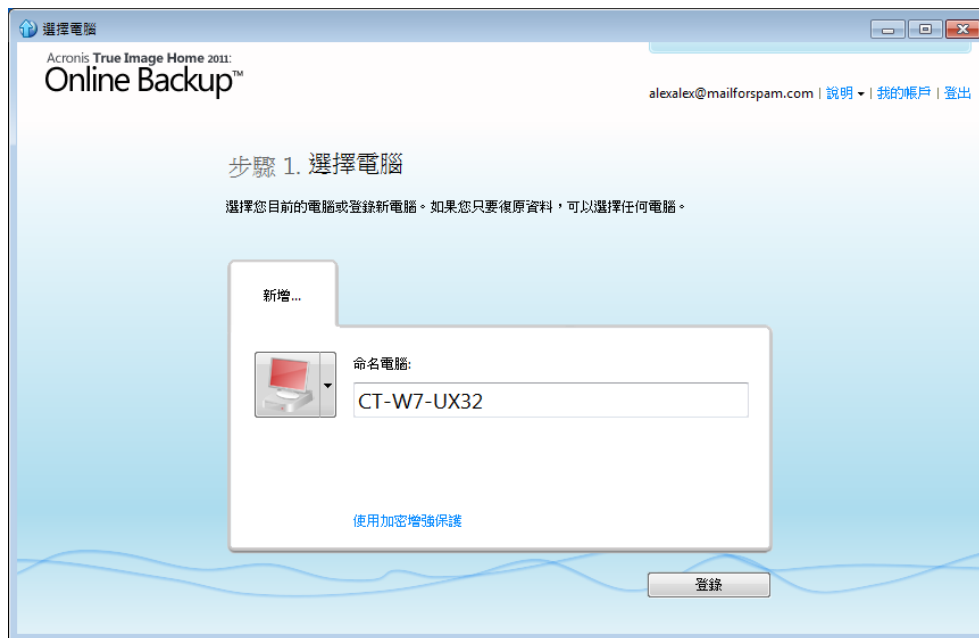 選擇電腦
Acronis True Image Home 2011:
Online Backup™
alexalex@mailforspam.com | 說明 | 我的帳戶 | 登出
步驟 1. 選擇電腦
選擇您目前的電腦或登錄新電腦。如果您只要復原資料，可以選擇任何電腦。
新增...
命名電腦:
CT-W7-UX32
使用加密增強保護
登錄